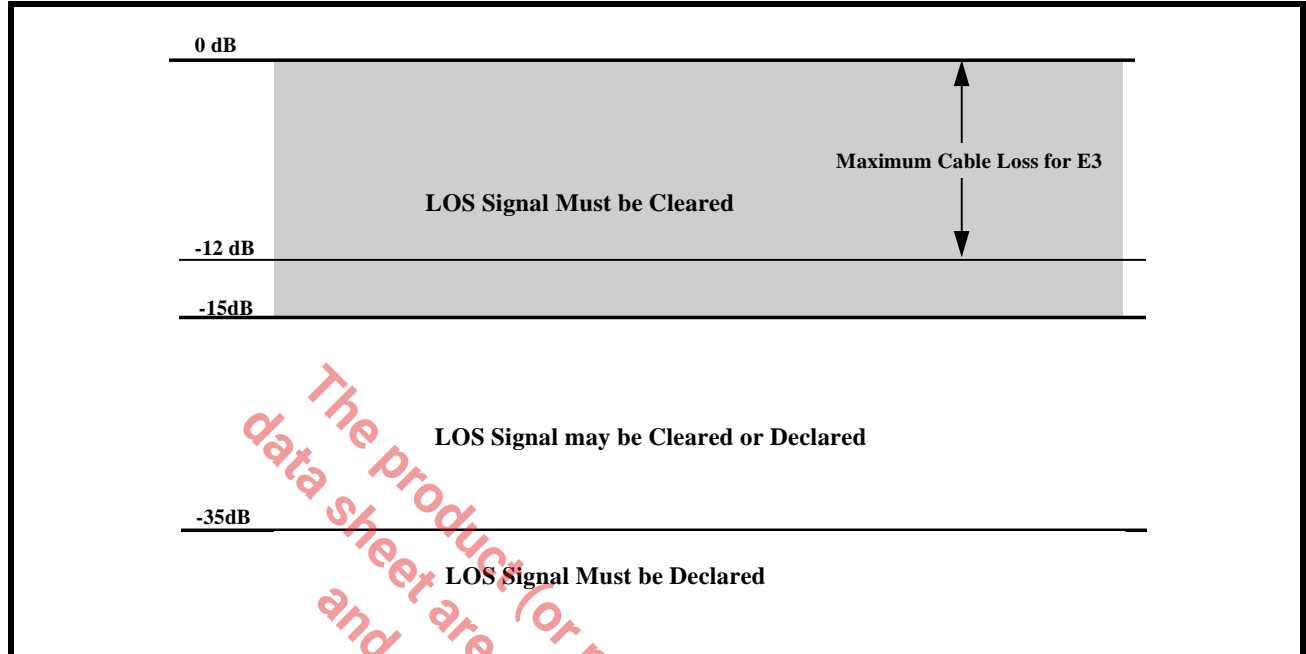 0 dB
Maximum Cable Loss for E3
LOS Signal Must be Cleared
-12 dB
-15dB
LOS Signal may be Cleared or Declared
-35dB
LOS Signal Must be Declared
The product (or
data sheet are
and